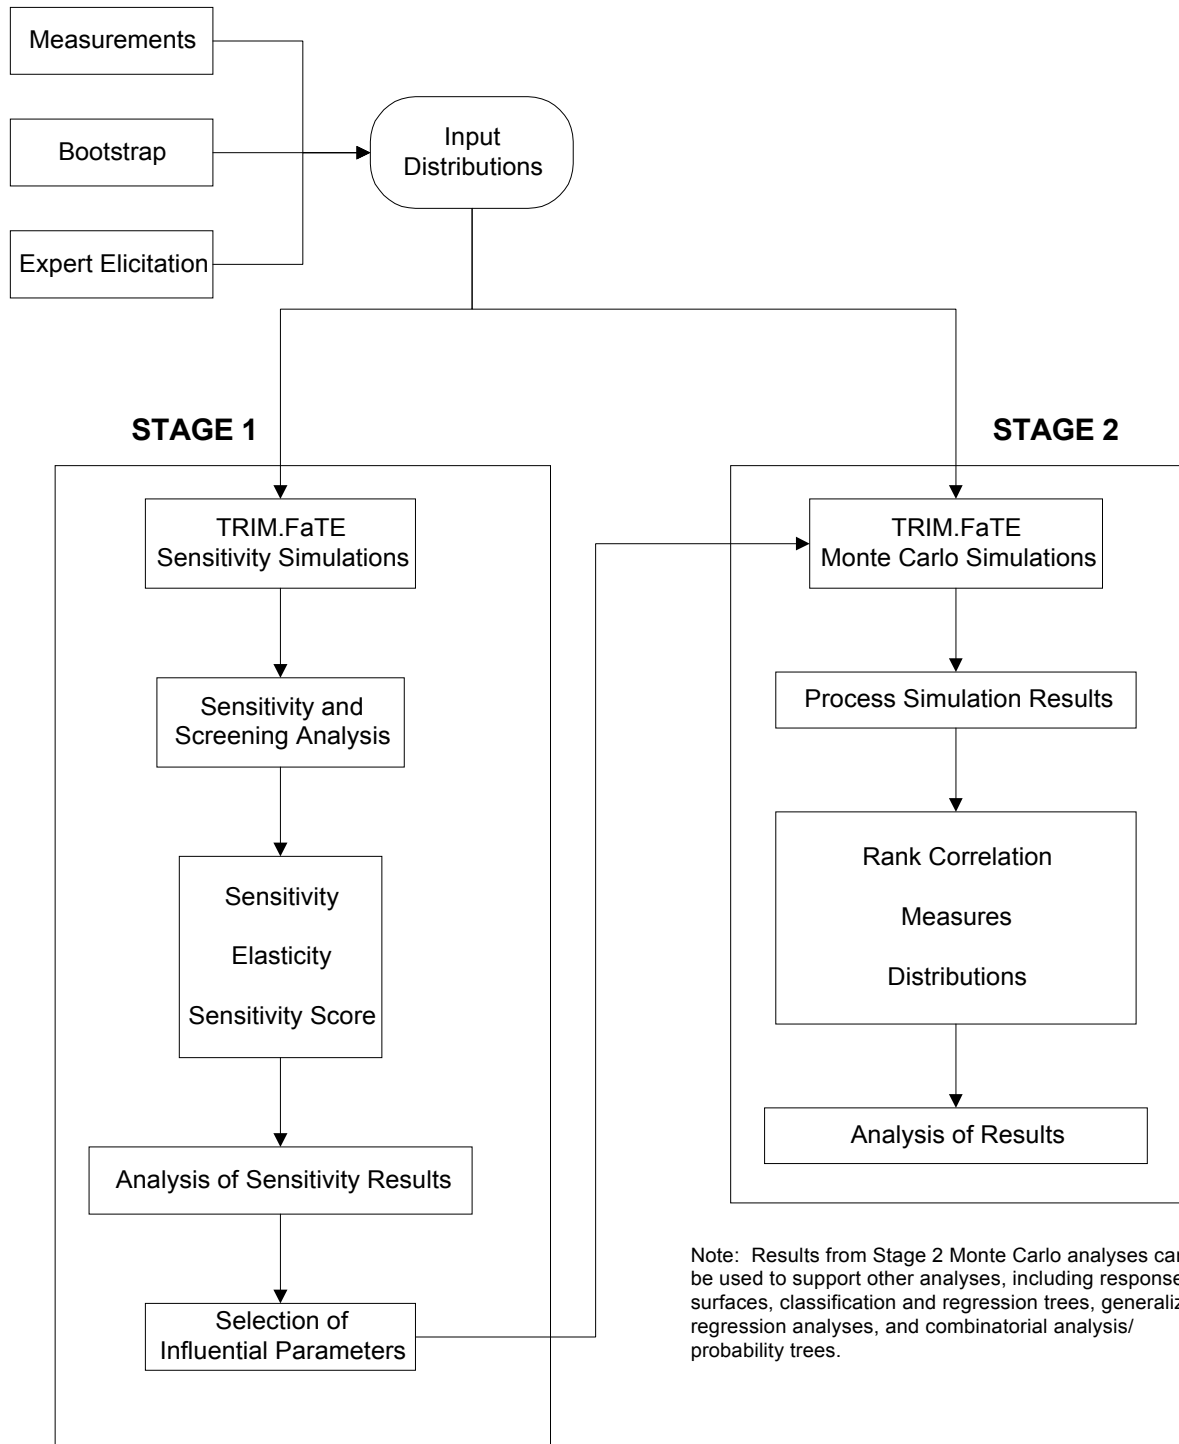 Measurements
Bootstrap
Expert Elicitation
Input
Distributions
STAGE 1
TRIM.FaTE
Sensitivity Simulations
Sensitivity and
Screening Analysis
Sensitivity
Elasticity
Sensitivity Score
Analysis of Sensitivity Results
Selection of
Influential Parameters
STAGE 2
TRIM.FaTE
Monte Carlo Simulations
Process Simulation Results
Rank Correlation
Measures
Distributions
Analysis of Results
Note: Results from Stage 2 Monte Carlo analyses can
be used to support other analyses, including response
surfaces, classification and regression trees,
regression analyses, and combinatorial analysis/
probability trees.